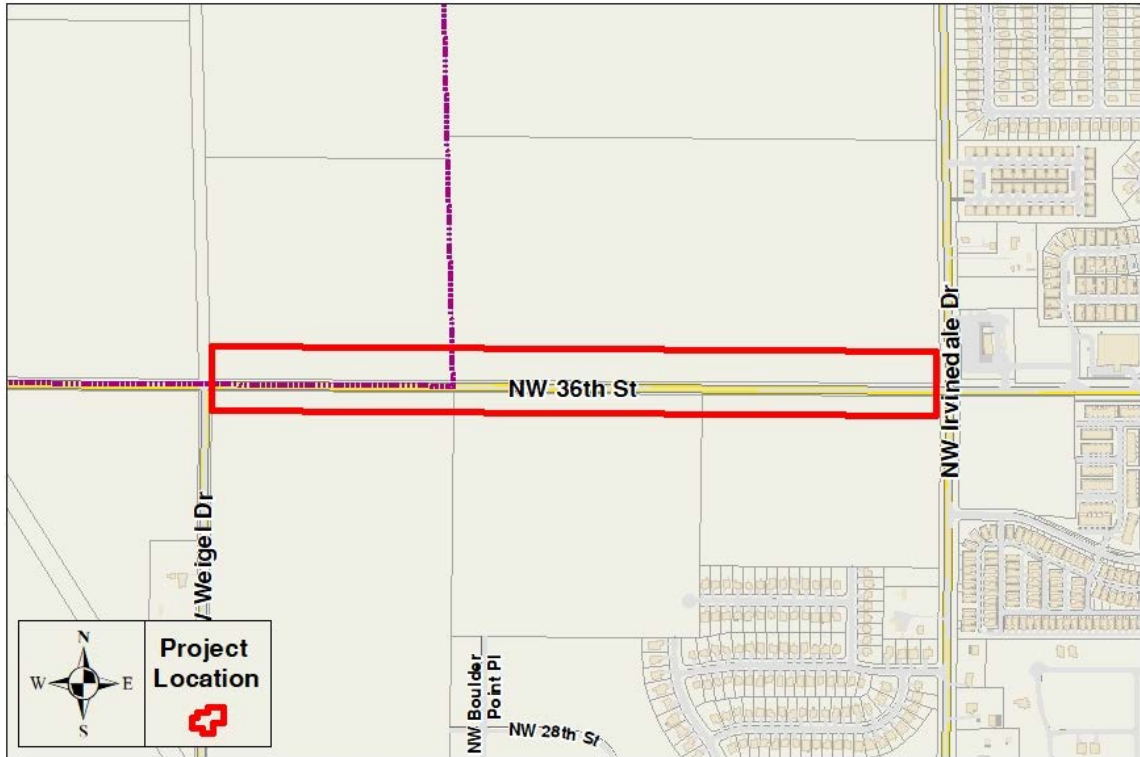 NW 36th St
NW Irvinedale Dr
Weigel Dr
NW Boulder
Point Pl
NW 28th St
N
W
E
S
Project
Location